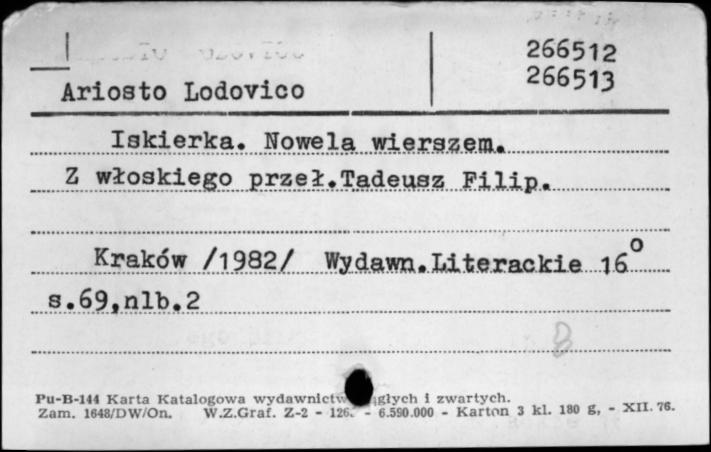 266512
266513
Ariosto Lodovico
Iskierka. Nowela wierszem.
Z włoskiego przeł.Tadeusz Filip.
Kraków /1982/ Wydawn.Literackie 16°
s.69,nlb.2
8
Pu-B-144 Karta Katalogowa i zwartych.
Zam. 1648/DW/On. W.Z.Graf. Z-2 - 126. - 6.590.000 - Karton 3 kl. 180 g, - XII. 76.